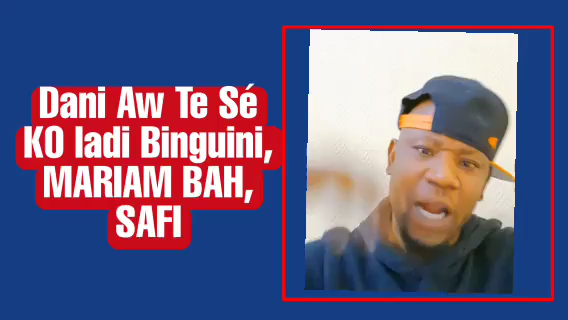 Dani Aw Te Sé
KO ladi Binguini,
MARIAM BAH,
SAFI